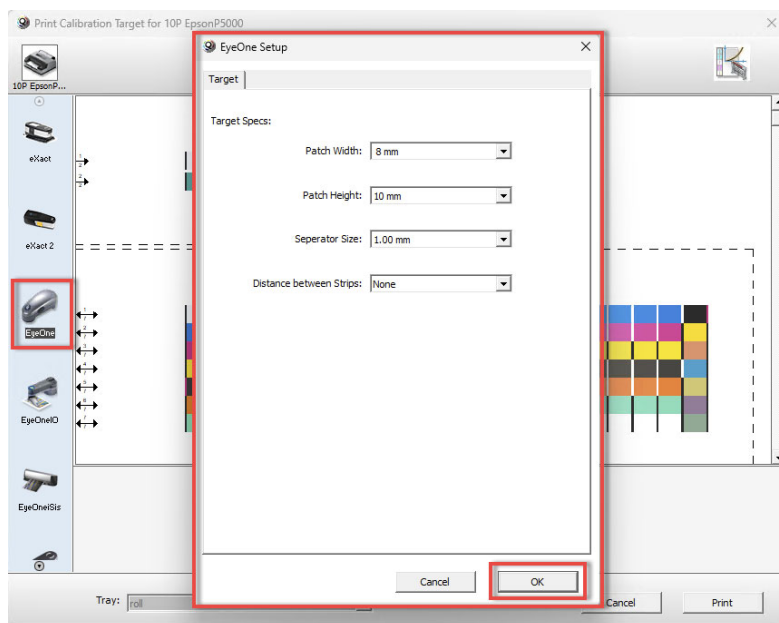 Print Calibration Target for 10P EpsonP5000
10P EpsonP...
eXact
eXact 2
EyeOne
EyeOneIO
EyeOneiSis
EyeOne Setup
Target
Target Specs:
Patch Width: 8 mm
Patch Height: 10 mm
Seperator Size: 1.00 mm
Distance between Strips: None
Cancel
OK
Tray: roll
Cancel
Print